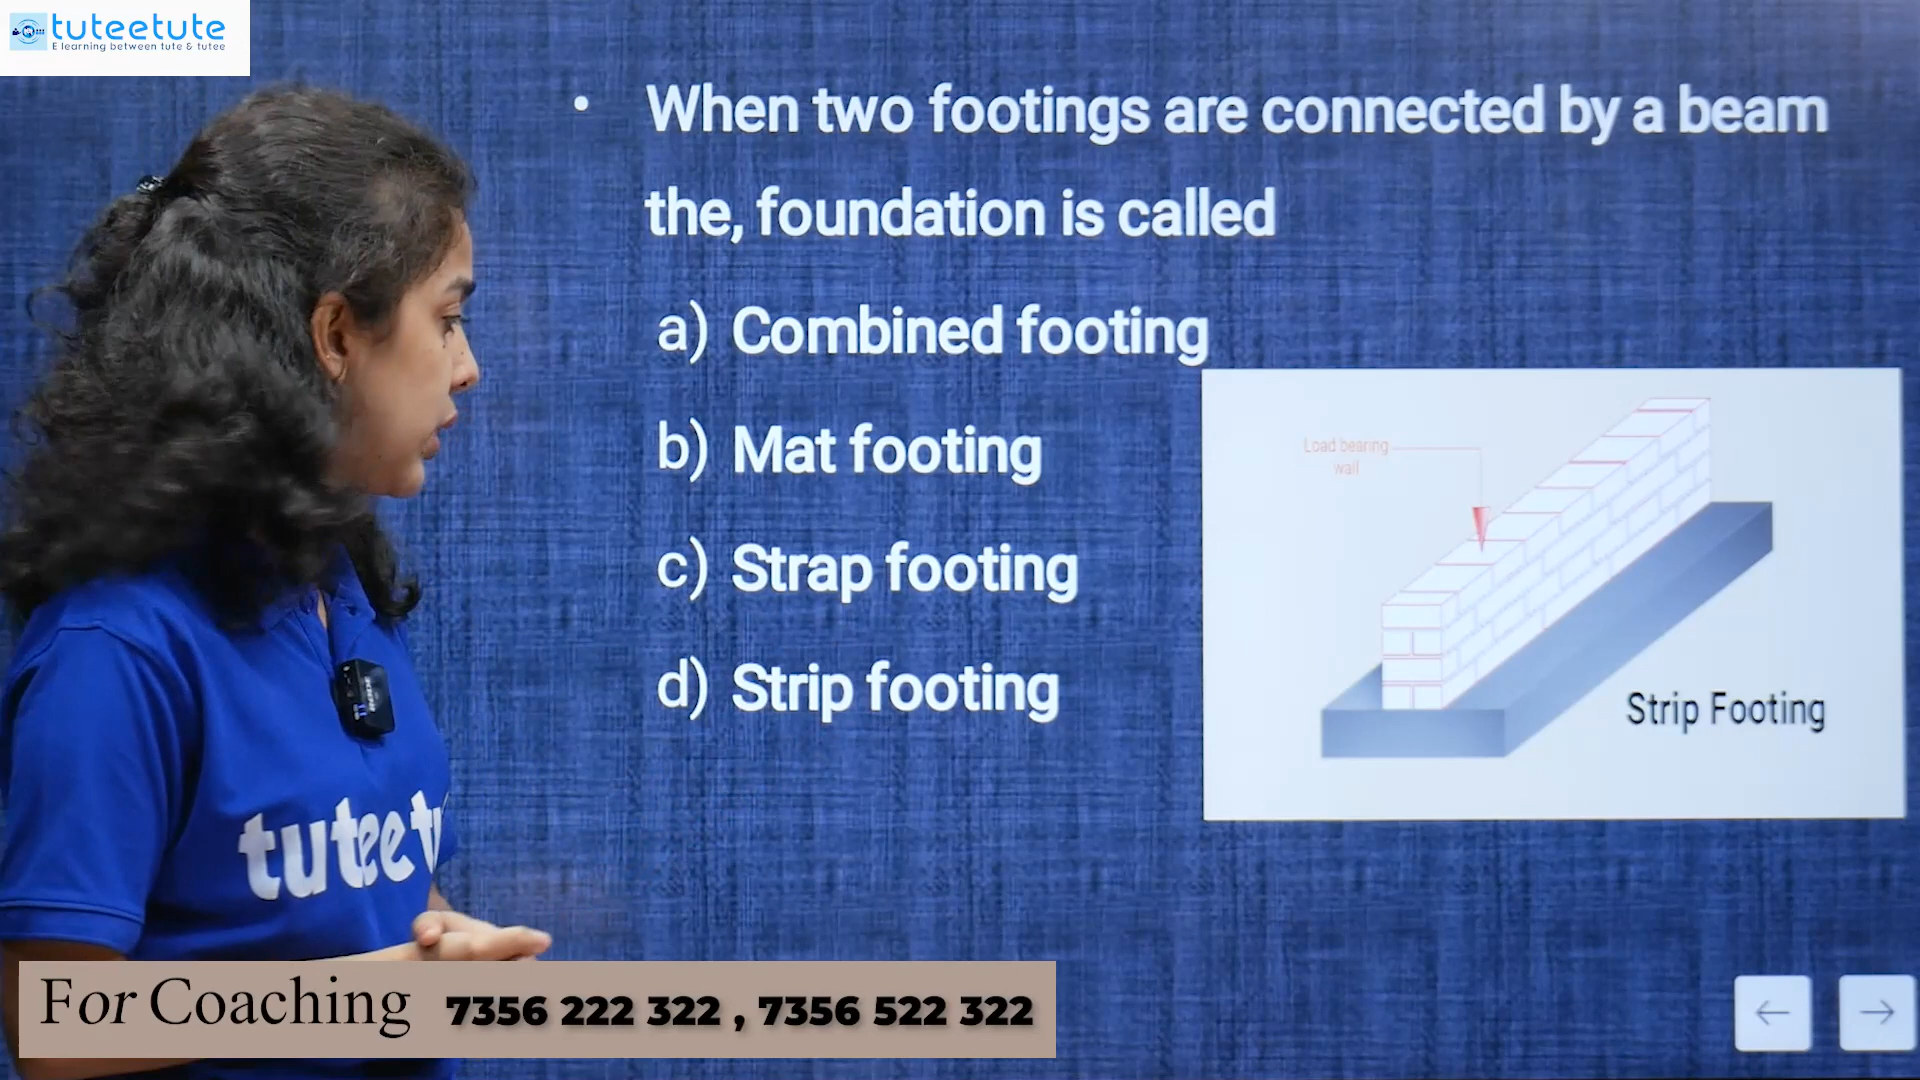 tuteetute
E learning between tute & tutee
• When two footings are connected by a beam
the, foundation is called
a) Combined footing
b) Mat footing
c) Strap footing
d) Strip footing
Load bearing
wall
Strip Footing
tuteetu
For Coaching 7356 222 322 , 7356 522 322